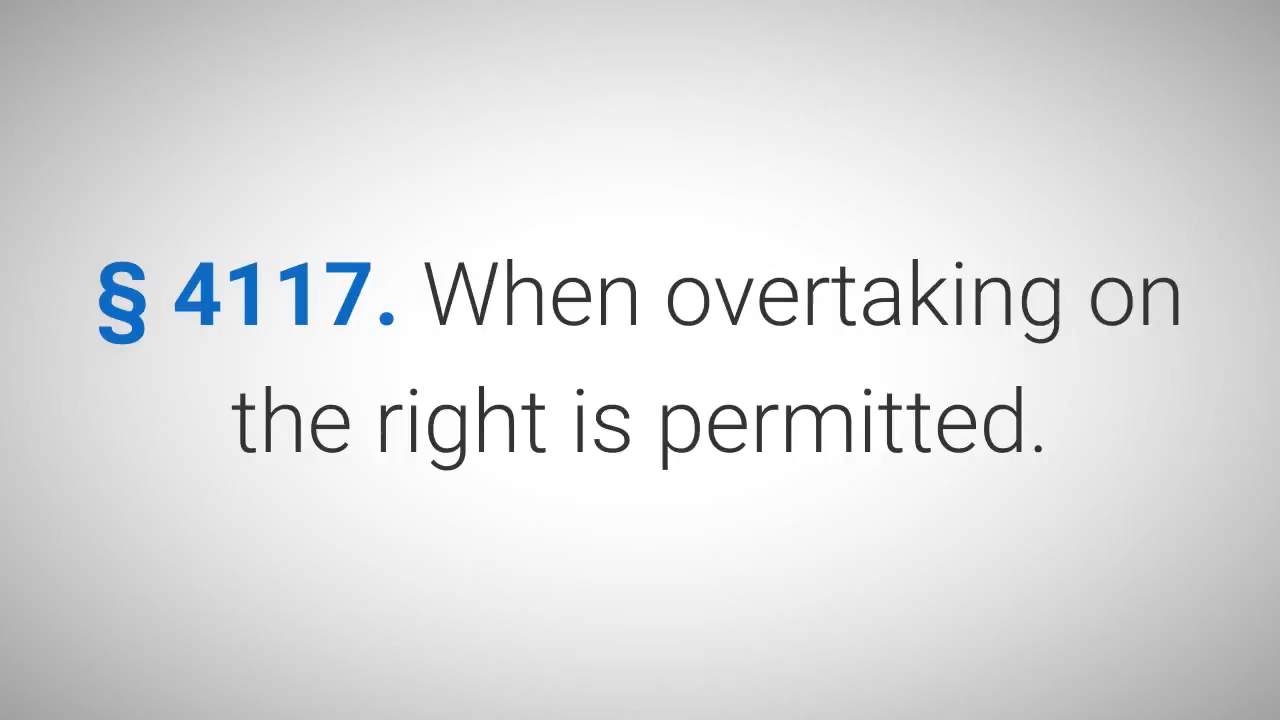 § 4117. When overtaking on
the right is permitted.